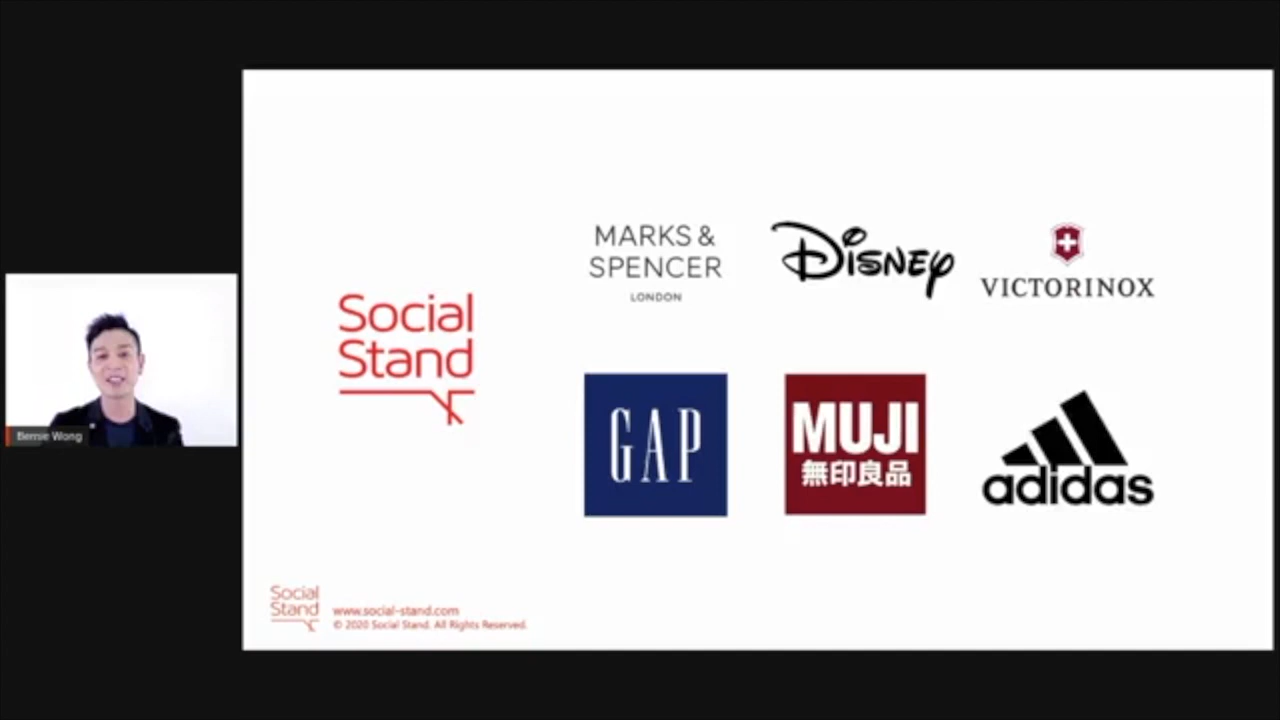 Bernie Wong
Social
Stand
MARKS &
SPENCER
LONDON
Disney
VICTORINOX
GAP
MUJI
無印良品
adidas
Social
Stand
www.social-stand.com
© 2020 Social Stand. All Rights Reserved.